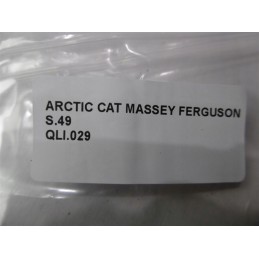 ARCTIC CAT MASSEY FERGUSON
S.49
QLI.029